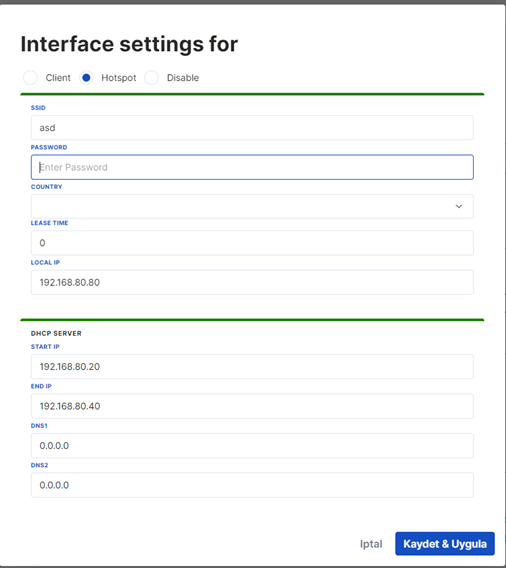 Interface settings for
Client Hotspot Disable
SSID
asd
PASSWORD
Enter Password
COUNTRY
LEASE TIME
0
LOCAL IP
192.168.80.80
DHCP SERVER
START IP
192.168.80.20
END IP
192.168.80.40
DNS1
0.0.0.0
DNS2
0.0.0.0
Iptal Kaydet & Uygula